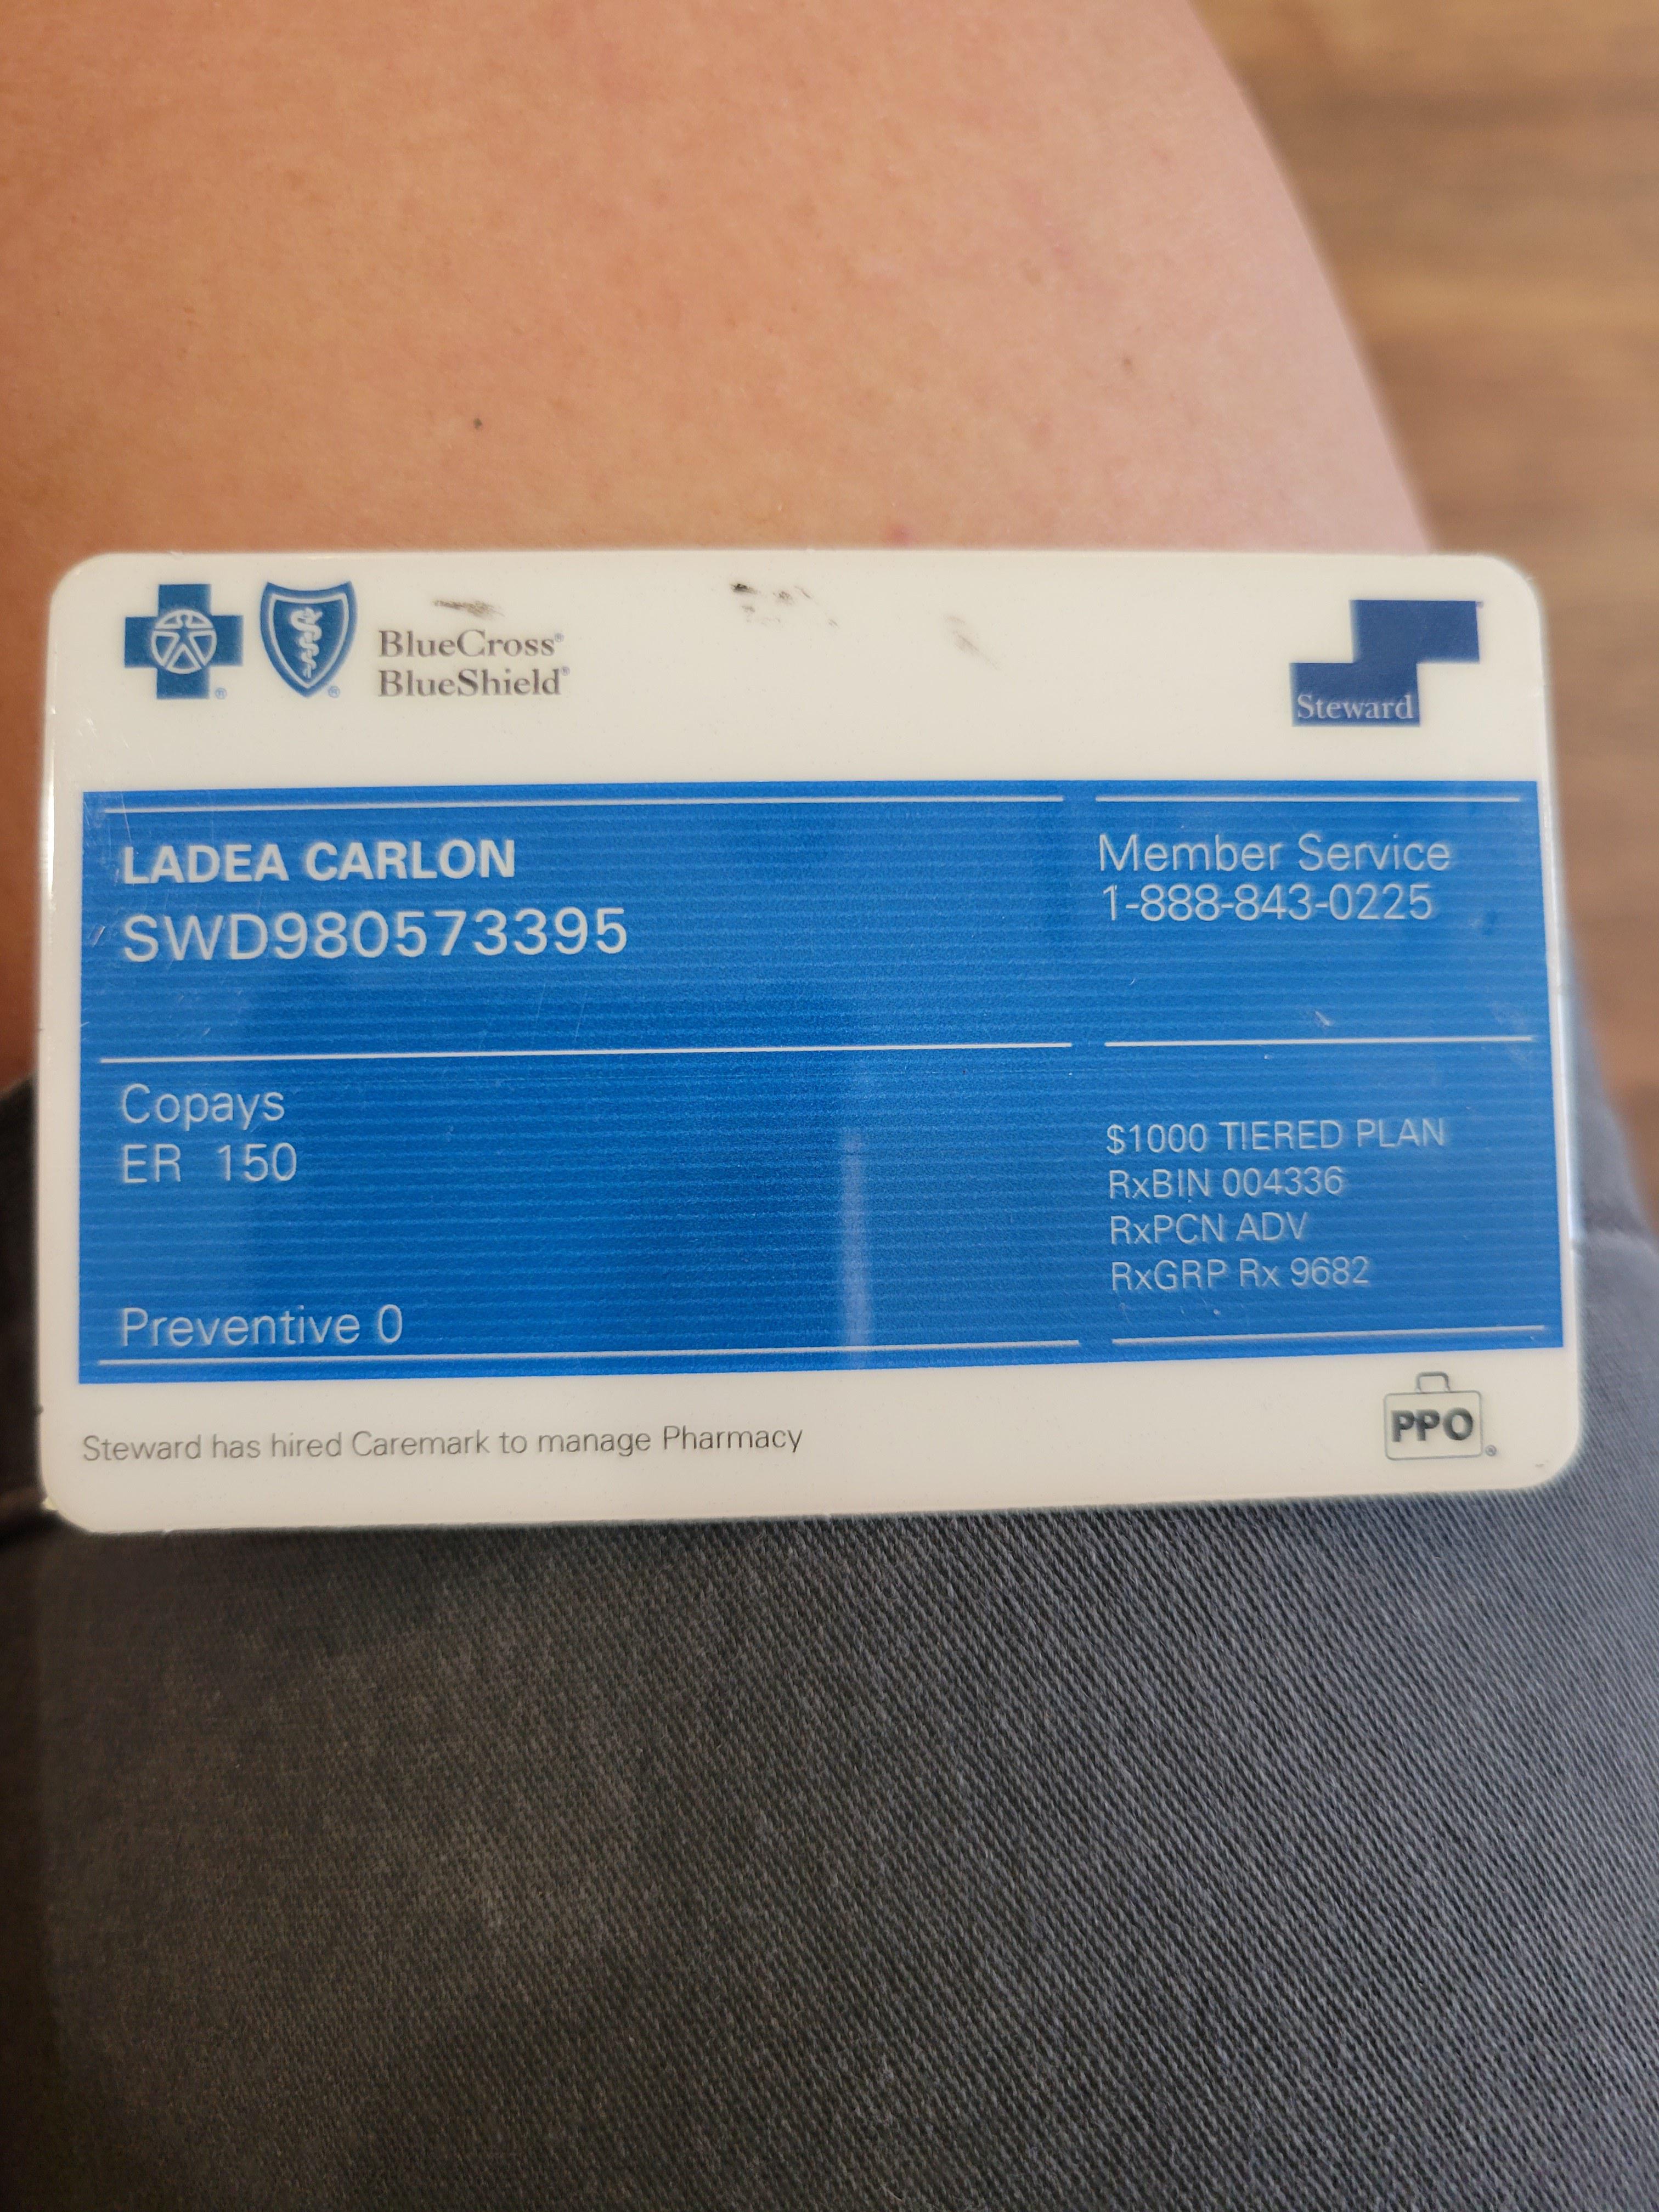 BlueCross®
BlueShield®
Steward
LADEA CARLON
SWD980573395
Member Service
1-888-843-0225
Copays
ER 150
Preventive 0
$1000 TIERED PLAN
RxBIN 004336
RxPCN ADV
RxGRP Rx 9682
Steward has hired Caremark to manage Pharmacy
PPO®